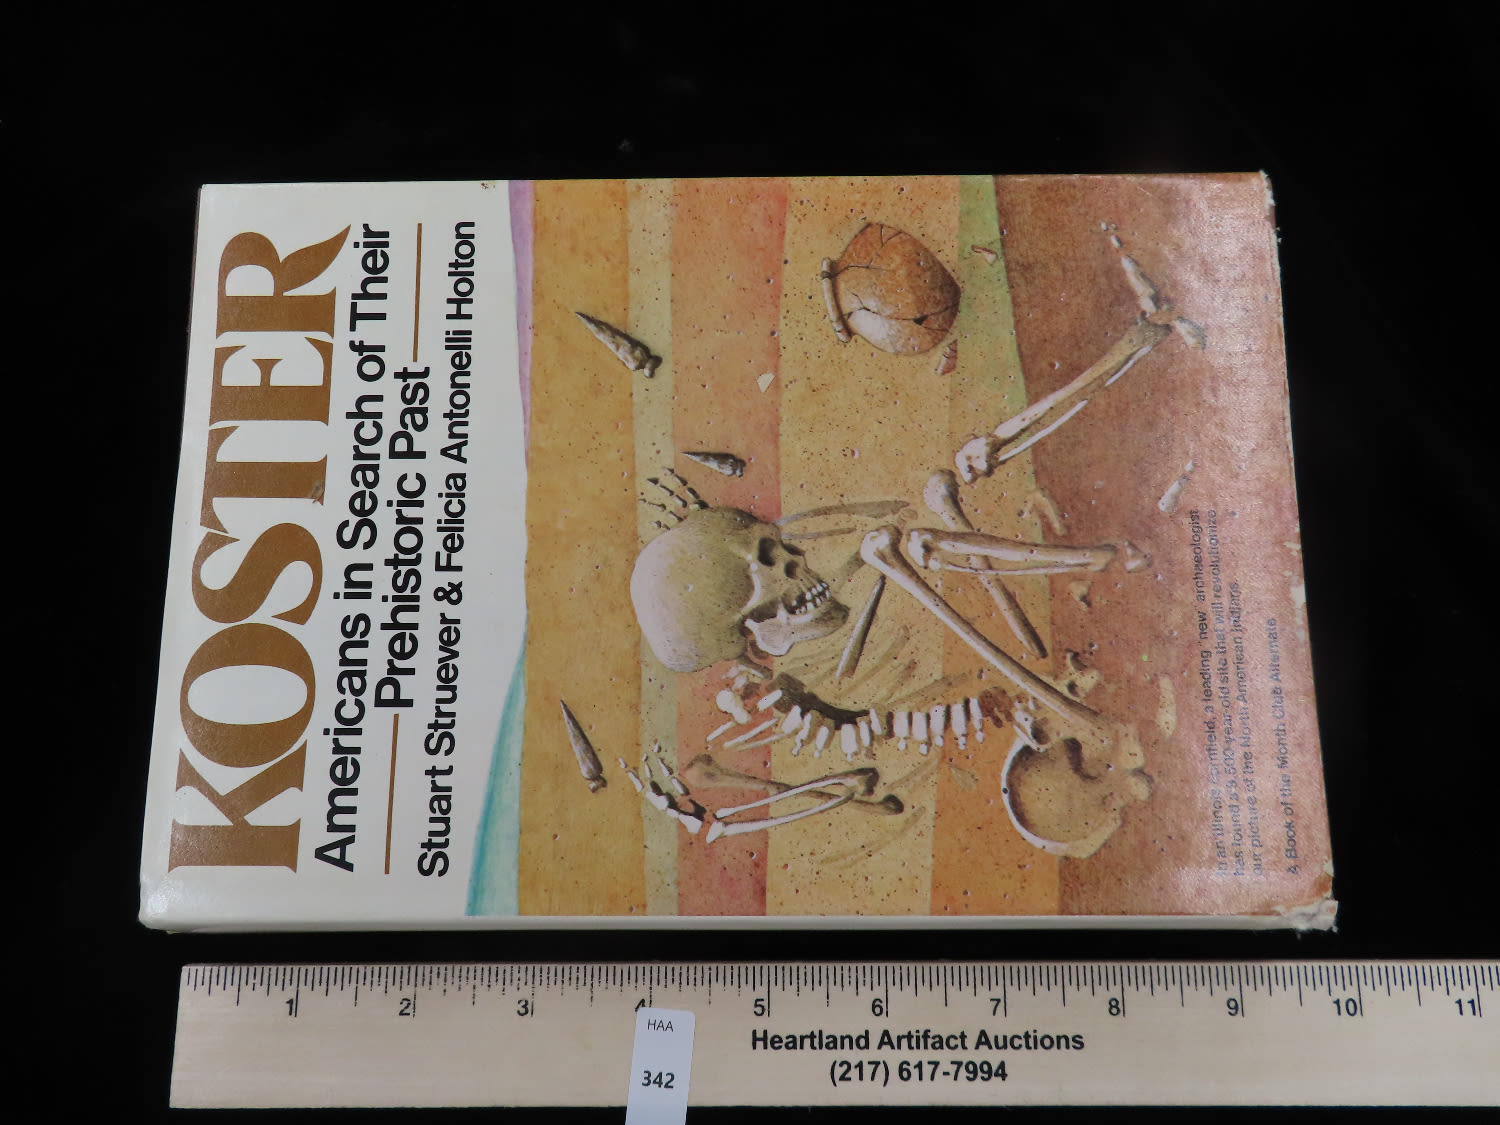 KOSTER
Americans in Search of Their
Prehistoric Past
Stuart Struever & Felicia Antonelli Holton
In an Illinois cornfield, a leading "new" archaeologist
has found a 9,500-year-old site that will revolutionize
our picture of the North American Indians.
A Book of the Month Club Alternate
1 2 3 4 5 6 7 8 9 10 11
HAA
342
Heartland Artifact Auctions
(217) 617-7994